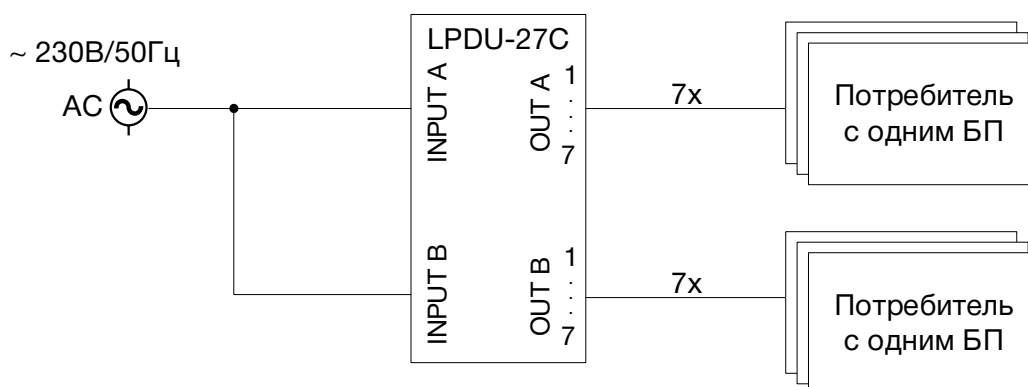 ~ 230В/50Гц
AC
LPDU-27C
INPUT A
OUT A
1
. . . .
7
7x
Потребитель
с одним БП
INPUT B
OUT B
1
. . . .
7
7x
Потребитель
с одним БП